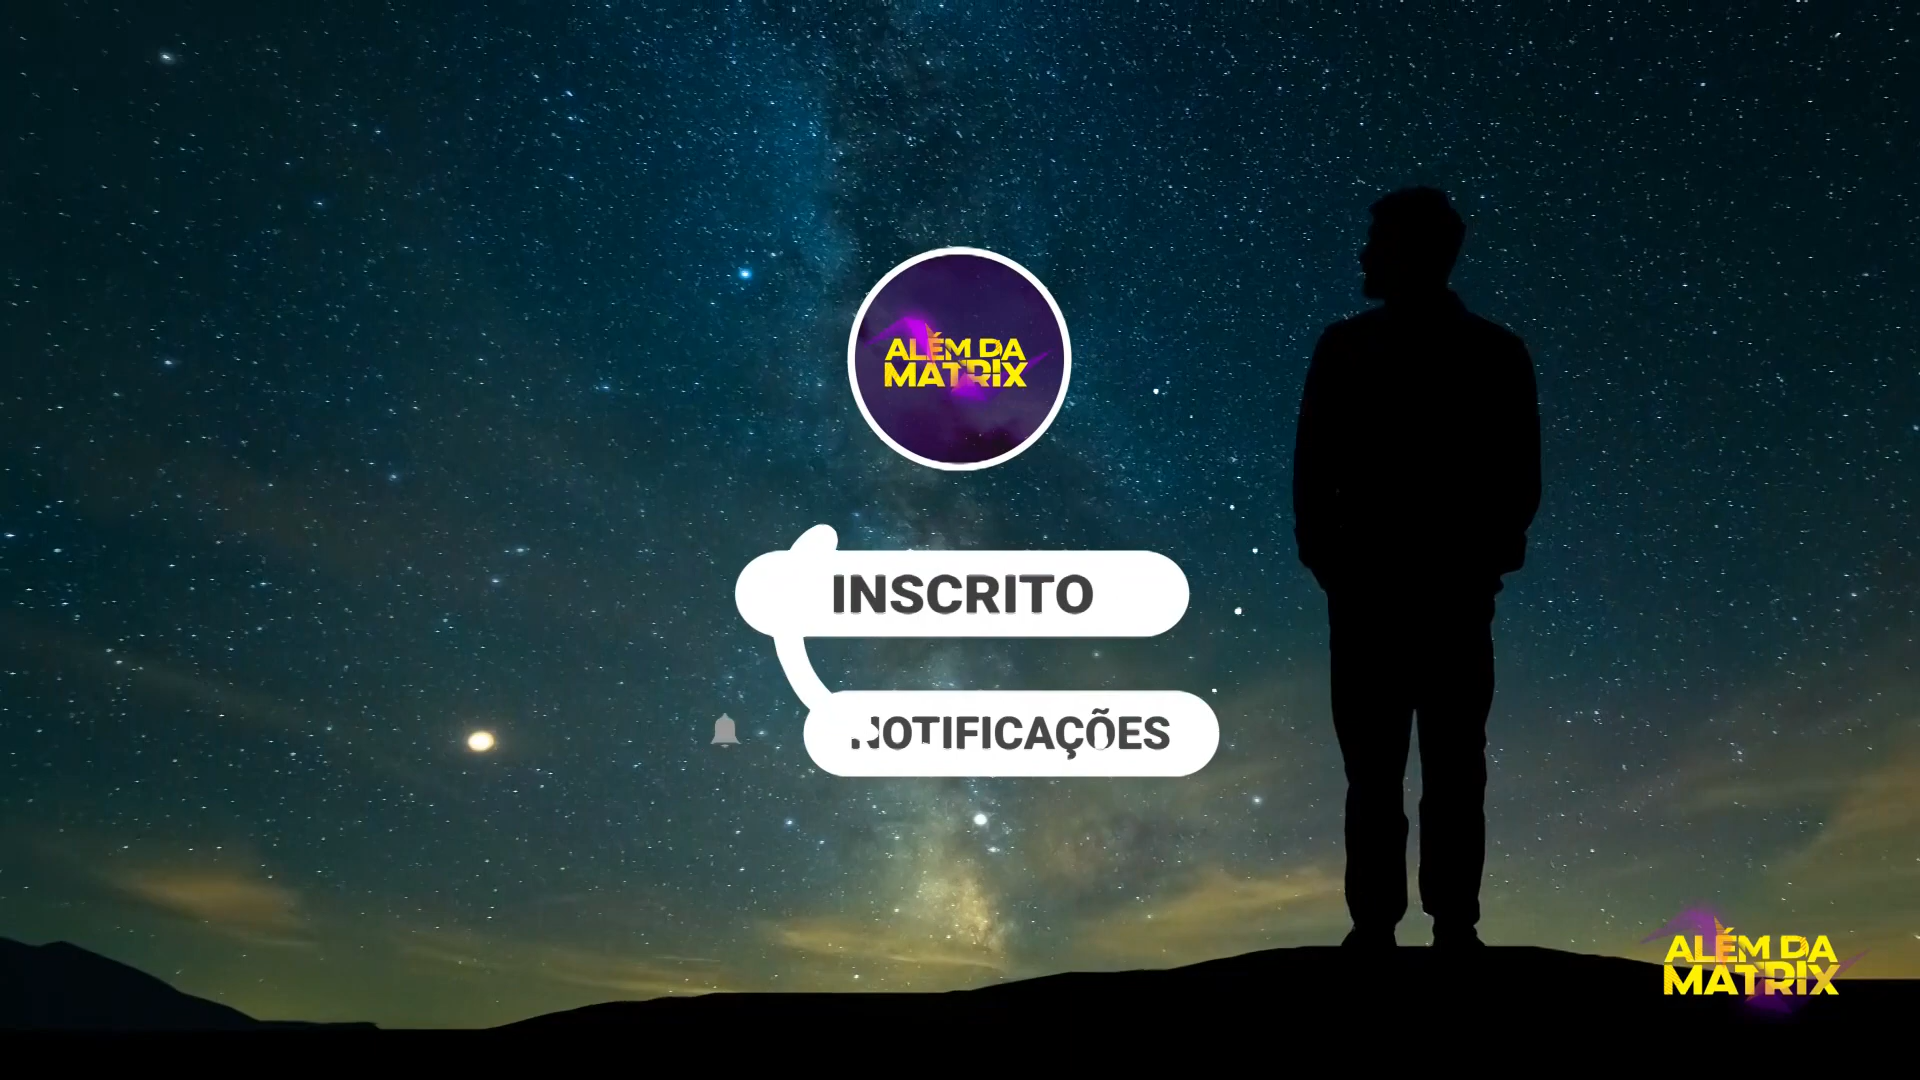 ALÉM DA
MATRIX
INSCRITO
NOTIFICAÇÕES
ALÉM DA
MATRIX